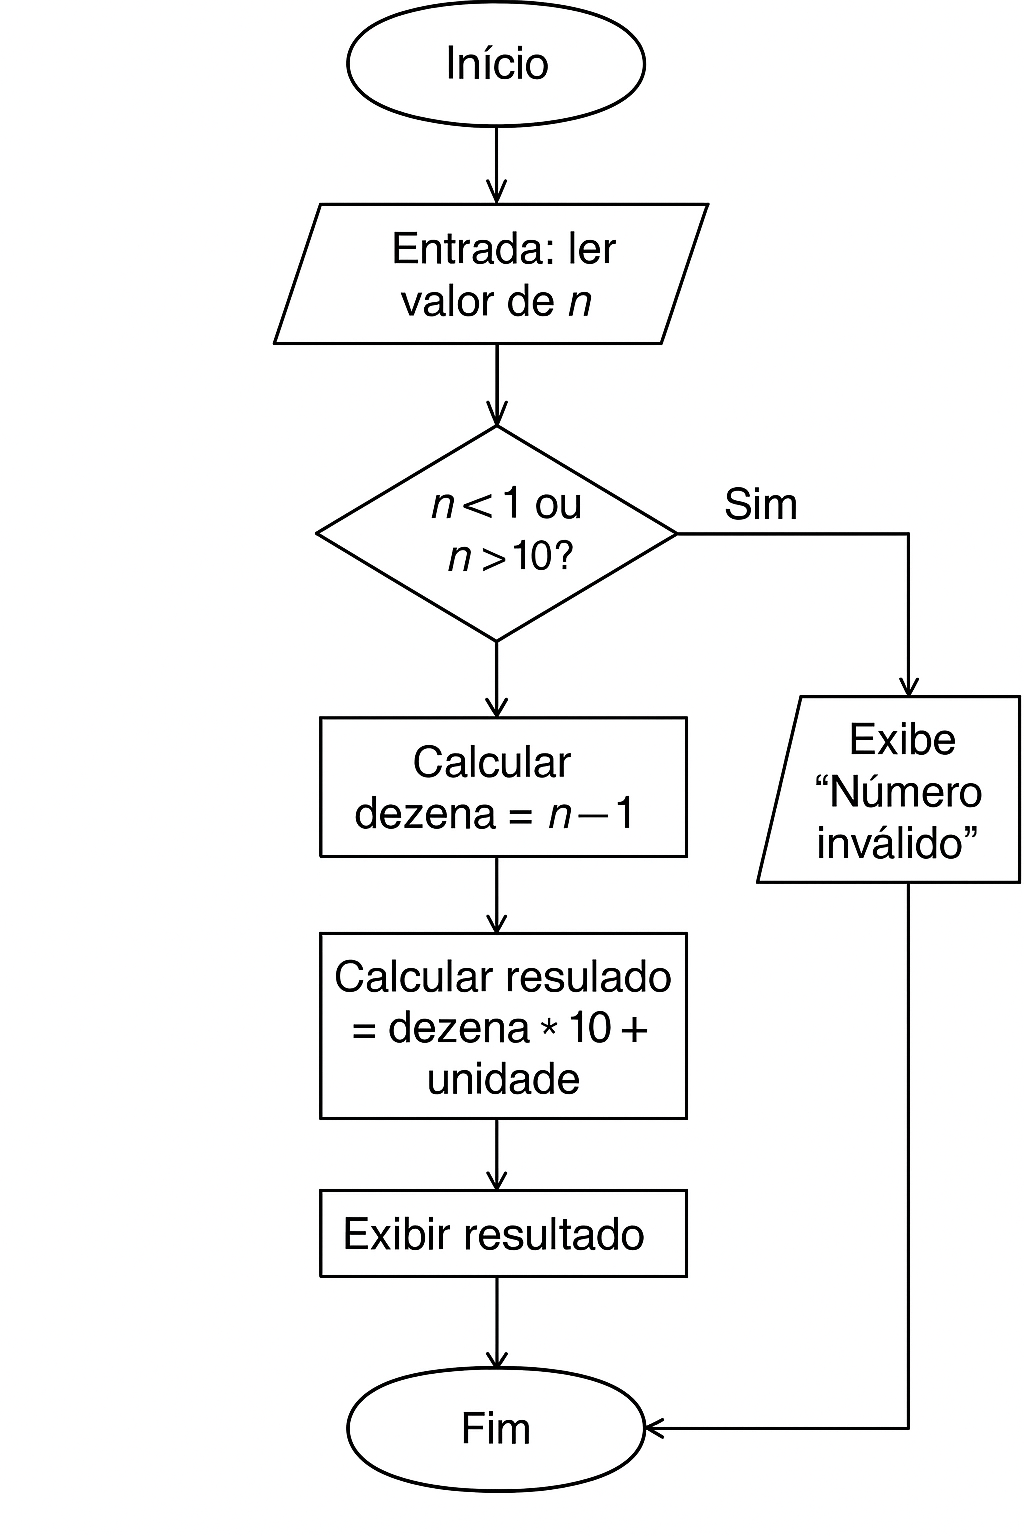 Início
Entrada: ler
valor de n
n < 1 ou
n > 10?
Sim
Calcular
dezena = n − 1
Exibe
“Número
inválido”
Calcular resulado
= dezena * 10 +
unidade
Exibir resultado
Fim